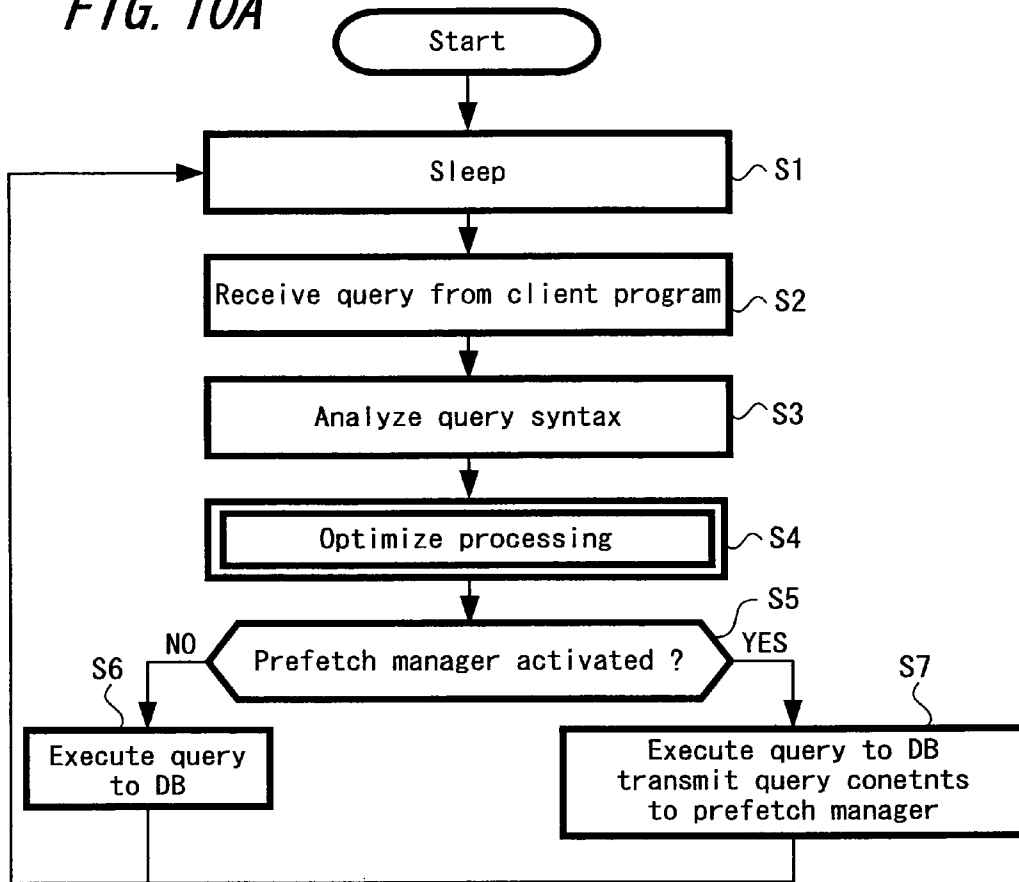 FIG. 10A
Start
Sleep
S1
Receive query from client program
S2
Analyze query syntax
S3
Optimize processing
S4
S5
NO
Prefetch manager activated ?
YES
S6
S7
Execute query
to DB
Execute query to DB
transmit query conetnts
to prefetch manager